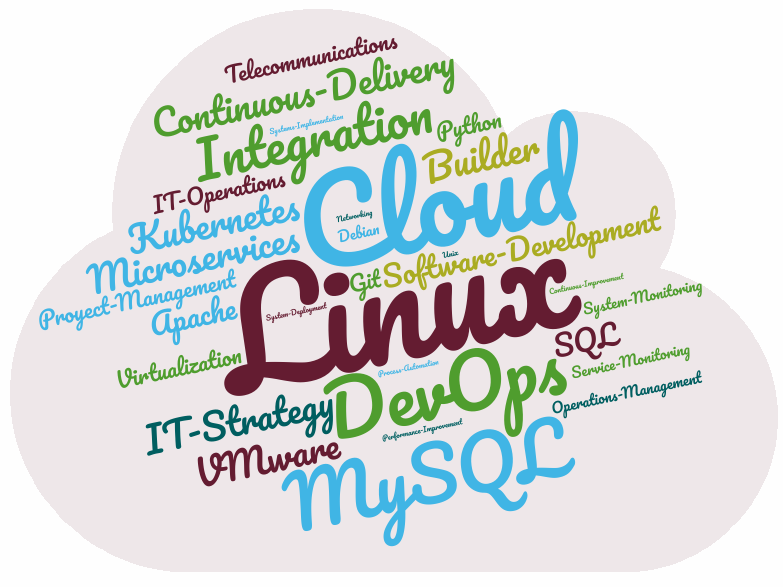 Telecommunications
Continuous-Delivery
Systems-Implementation
Integration
Python
Builder
IT-Operations
Cloud
Kubernetes
Networking
Debian
Microservices
Unix
Software-Development
Git
Proyect-Management
Linux
Continuous-Improvement
System-Monitoring
System-Deployment
Apache
SQL
Virtualization
Process-Automation
Service-Monitoring
DevOps
IT-Strategy
Operations-Management
Performance-Improvement
VMware
MySQL